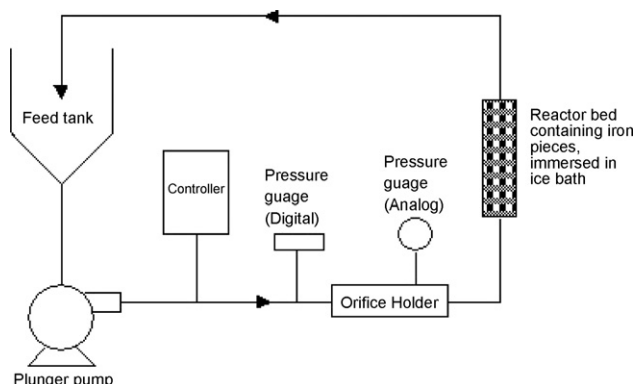 Feed tank
Controller
Pressure
guage
(Digital)
Pressure
guage
(Analog)
Reactor bed
containing iron
pieces,
immersed in
ice bath
Orifice Holder
Plunger pump